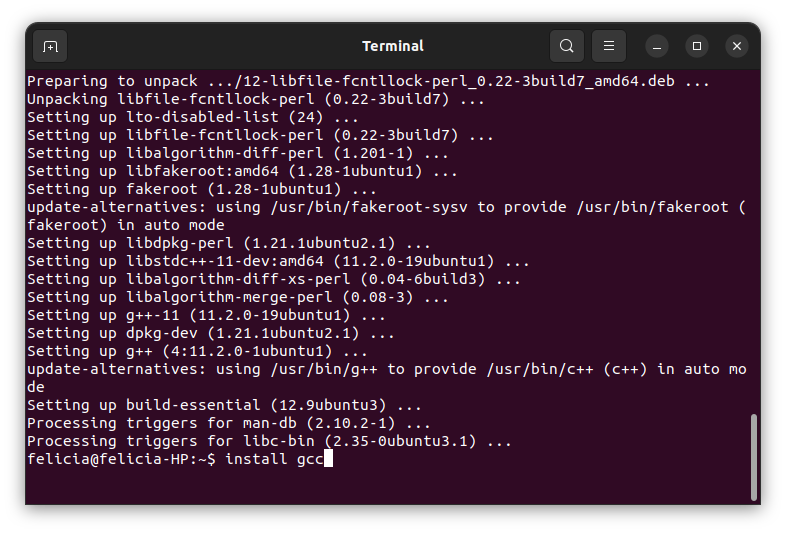 Terminal
Preparing to unpack .../12-libfile-fcntllock-perl_0.22-3build7_amd64.deb ...
Unpacking libfile-fcntllock-perl (0.22-3build7) ...
Setting up lto-disabled-list (24) ...
Setting up libfile-fcntllock-perl (0.22-3build7) ...
Setting up libalgorithm-diff-perl (1.201-1) ...
Setting up libfakeroot:amd64 (1.28-1ubuntu1) ...
Setting up fakeroot (1.28-1ubuntu1) ...
update-alternatives: using /usr/bin/fakeroot-sysv to provide /usr/bin/fakeroot (
fakeroot) in auto mode
Setting up libdpkg-perl (1.21.1ubuntu2.1) ...
Setting up libstdc++-11-dev:amd64 (11.2.0-19ubuntu1) ...
Setting up libalgorithm-diff-xs-perl (0.04-6build3) ...
Setting up libalgorithm-merge-perl (0.08-3) ...
Setting up g++-11 (11.2.0-19ubuntu1) ...
Setting up dpkg-dev (1.21.1ubuntu2.1) ...
Setting up g++ (4:11.2.0-1ubuntu1) ...
update-alternatives: using /usr/bin/g++ to provide /usr/bin/c++ (c++) in auto mo
de
Setting up build-essential (12.9ubuntu3) ...
Processing triggers for man-db (2.10.2-1) ...
Processing triggers for libc-bin (2.35-0ubuntu3.1) ...
felicia@felicia-HP:~$ install gcc